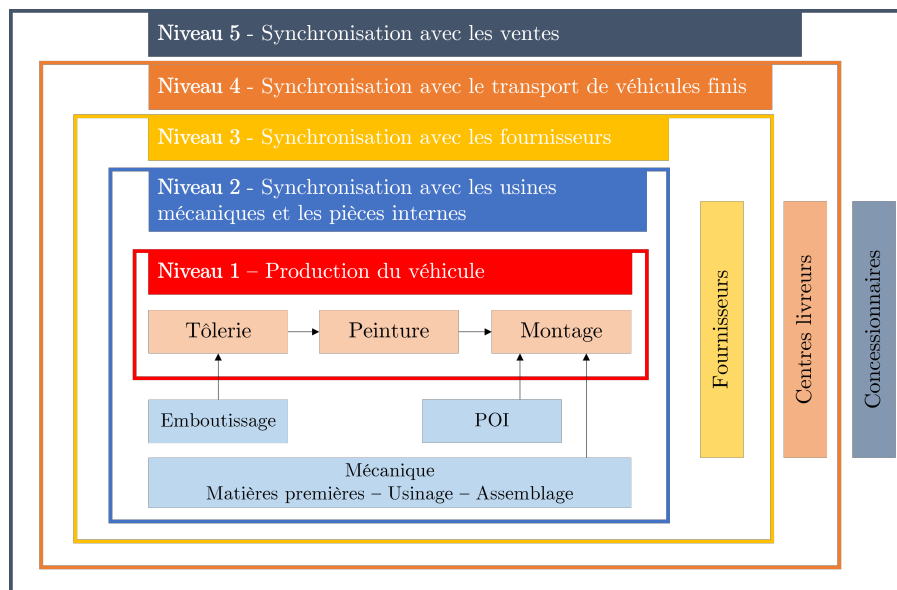 Niveau 5 - Synchronisation avec les ventes
Niveau 4 - Synchronisation avec le transport de véhicules finis
Niveau 3 - Synchronisation avec les fournisseurs
Niveau 2 - Synchronisation avec les usines
mécaniques et les pièces internes
Niveau 1 – Production du véhicule
Tôlerie
Peinture
Montage
Emboutissage
POI
Mécanique
Matières premières – Usinage – Assemblage
Fournisseurs
Centres livreurs
Concessionnaires